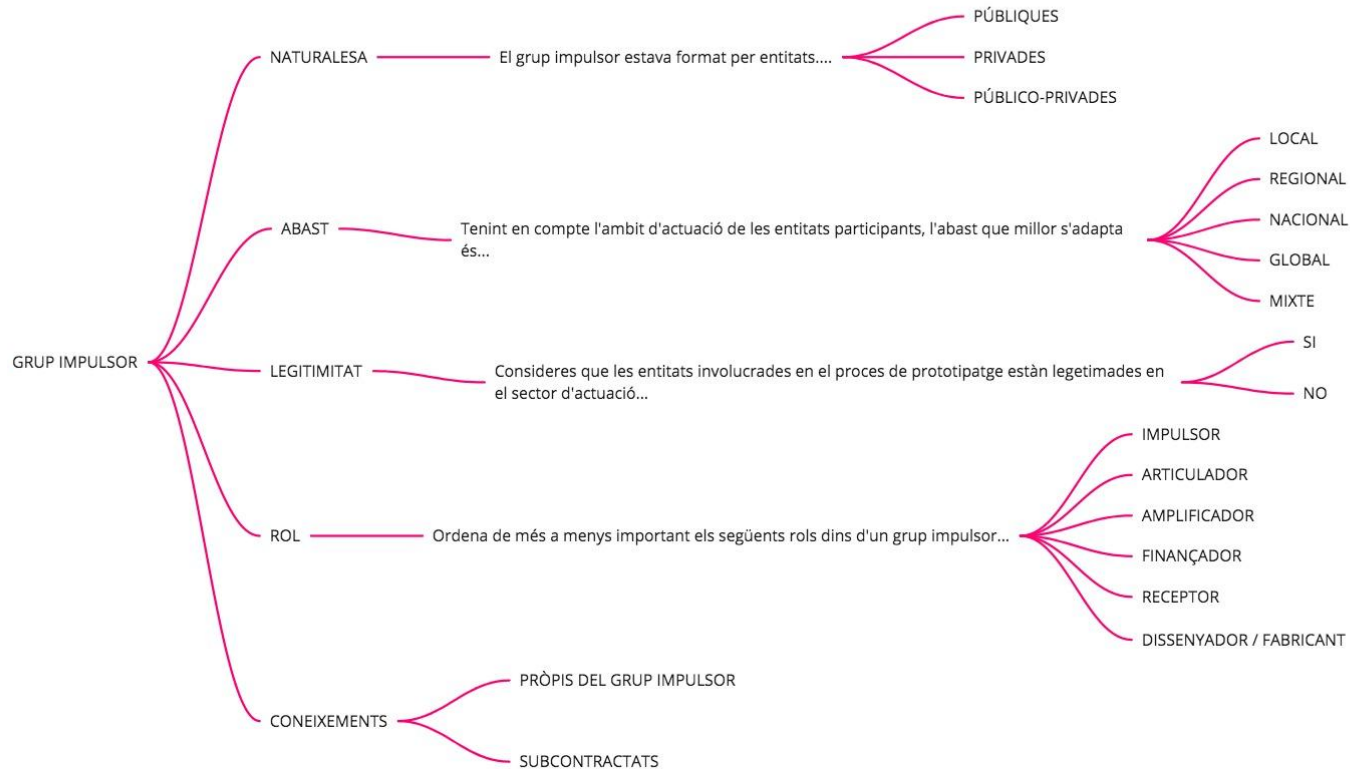 GRUP IMPULSOR
NATURALESA
El grup impulsor estava format per entitats....
PÚBLIQUES
PRIVADES
PÚBLICO-PRIVADES
ABAST
Tenint en compte l'ambit d'actuació de les entitats participants, l'abast que millor s'adapta
és...
LOCAL
REGIONAL
NACIONAL
GLOBAL
MIXTE
LEGITIMITAT
Consideres que les entitats involucrades en el proces de prototipatge estàn legetimades en
el sector d'actuació...
SI
NO
ROL
Ordena de més a menys important els següents rols dins d'un grup impulsor...
IMPULSOR
ARTICULADOR
AMPLIFICADOR
FINANÇADOR
RECEPTOR
DISSENYADOR / FABRICANT
CONEIXEMENTS
PRÒPIS DEL GRUP IMPULSOR
SUBCONTRACTATS